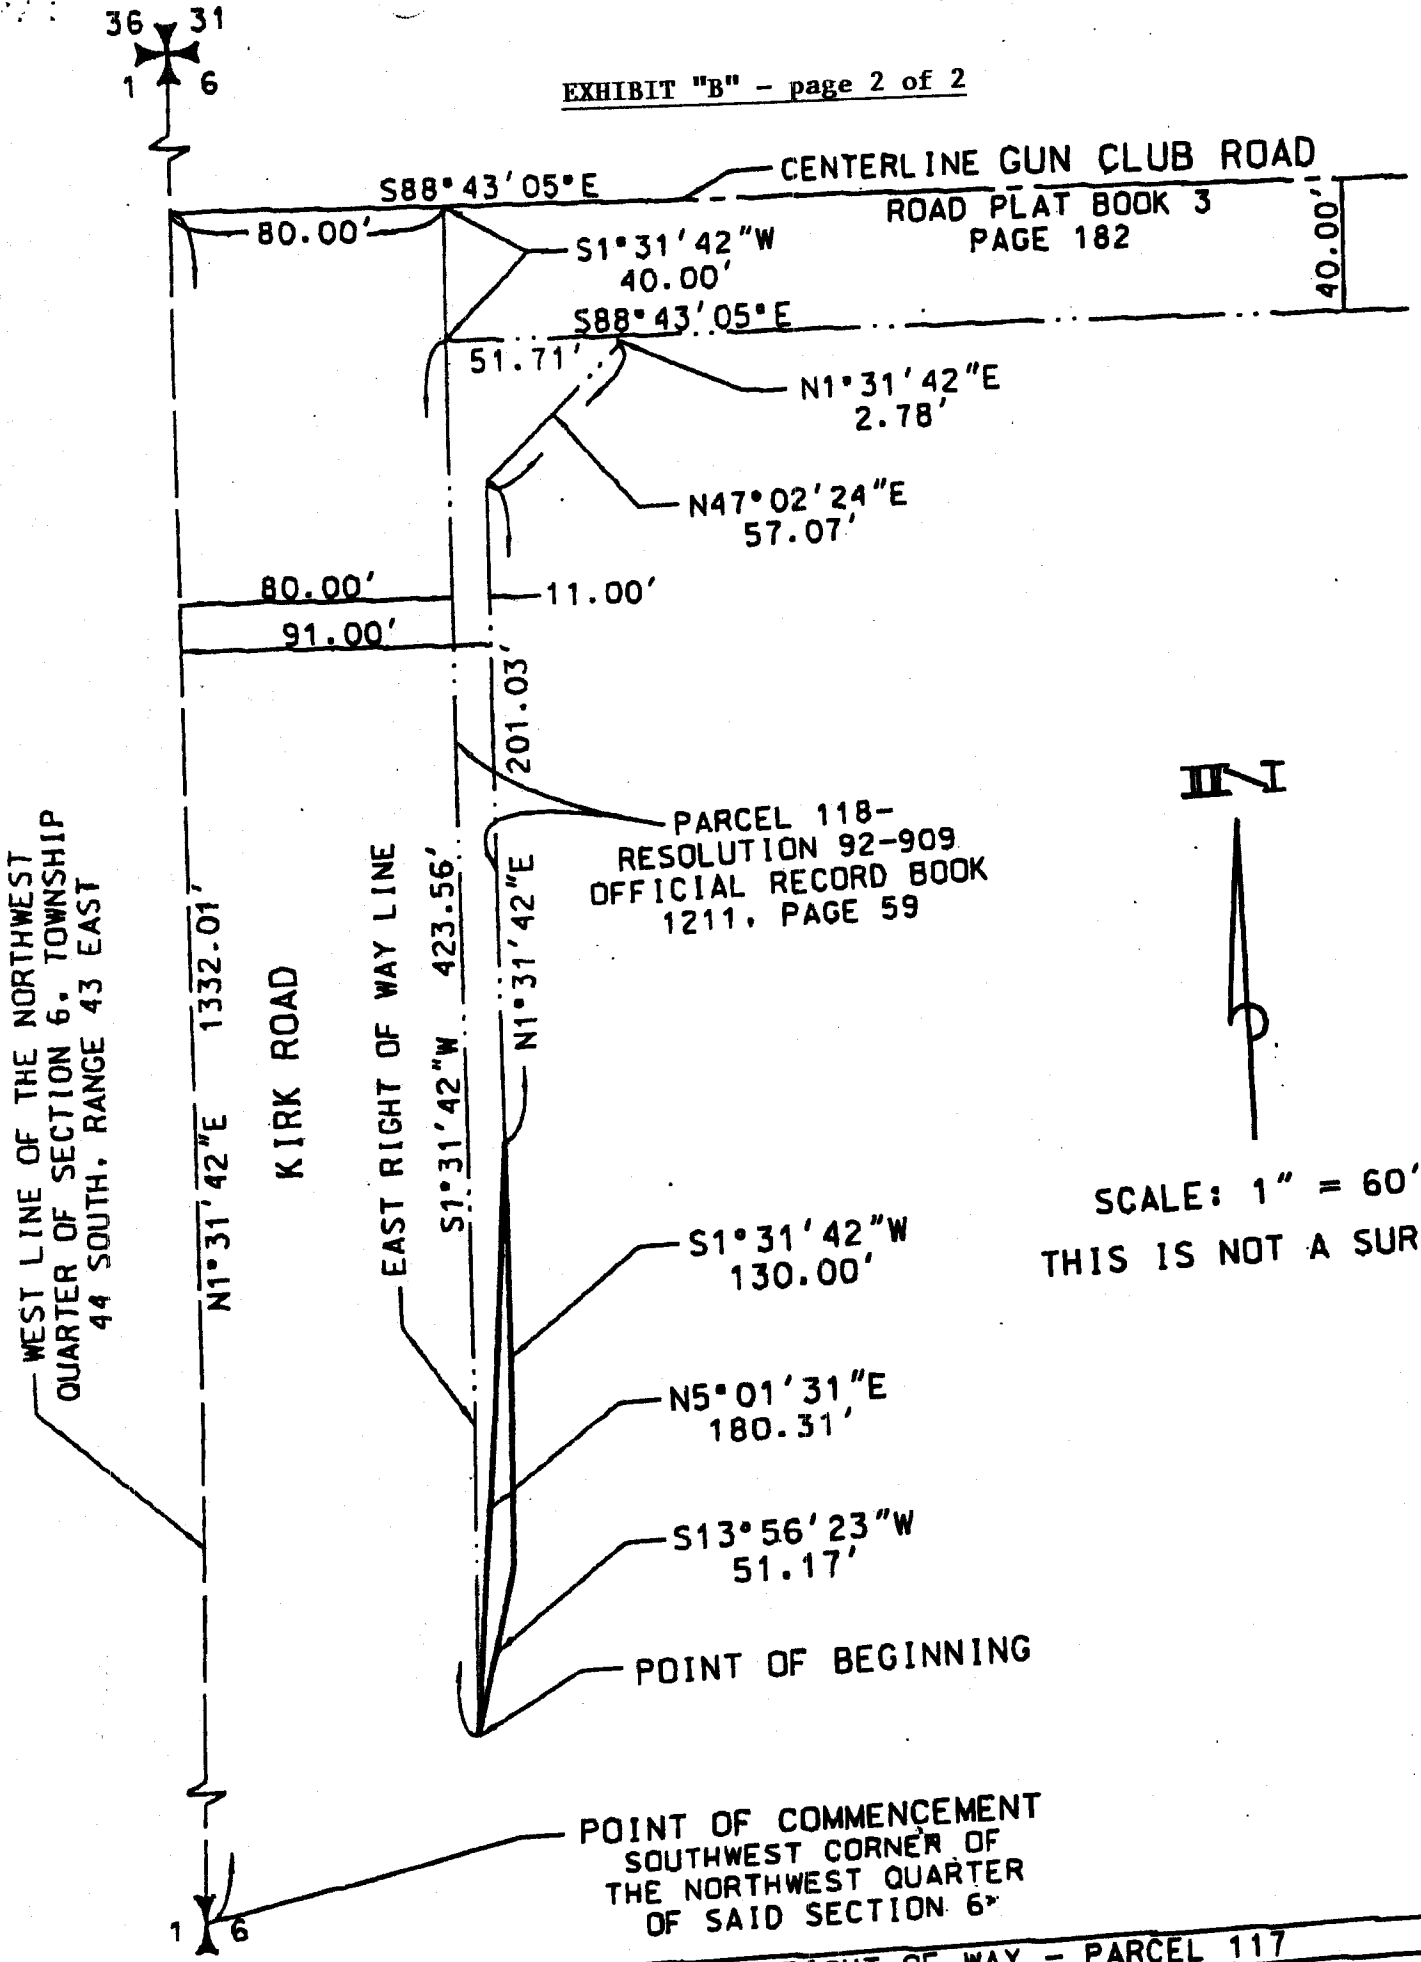 36 31
1 6
EXHIBIT "B" - page 2 of 2
CENTERLINE GUN CLUB ROAD
S88°43'05"E
ROAD PLAT BOOK 3
PAGE 182
40.00'
80.00'
S1°31'42"W
40.00'
S88°43'05"E
51.71'
N1°31'42"E
2.78'
N47°02'24"E
57.07'
80.00'
11.00'
91.00'
201.03'
N1°31'42"E
PARCEL 118-
RESOLUTION 92-909
OFFICIAL RECORD BOOK
1211, PAGE 59
WEST LINE OF THE NORTHWEST
QUARTER OF SECTION 6, TOWNSHIP
44 SOUTH, RANGE 43 EAST
N1°31'42"E 1332.01'
KIRK ROAD
EAST RIGHT OF WAY LINE
S1°31'42"W 423.56'
SCALE: 1" = 60'
THIS IS NOT A SUR
S1°31'42"W
130.00'
N5°01'31"E
180.31'
S13°56'23"W
51.17'
POINT OF BEGINNING
POINT OF COMMENCEMENT
SOUTHWEST CORNER OF
THE NORTHWEST QUARTER
OF SAID SECTION 6
1 6
OF WAY - PARCEL 117